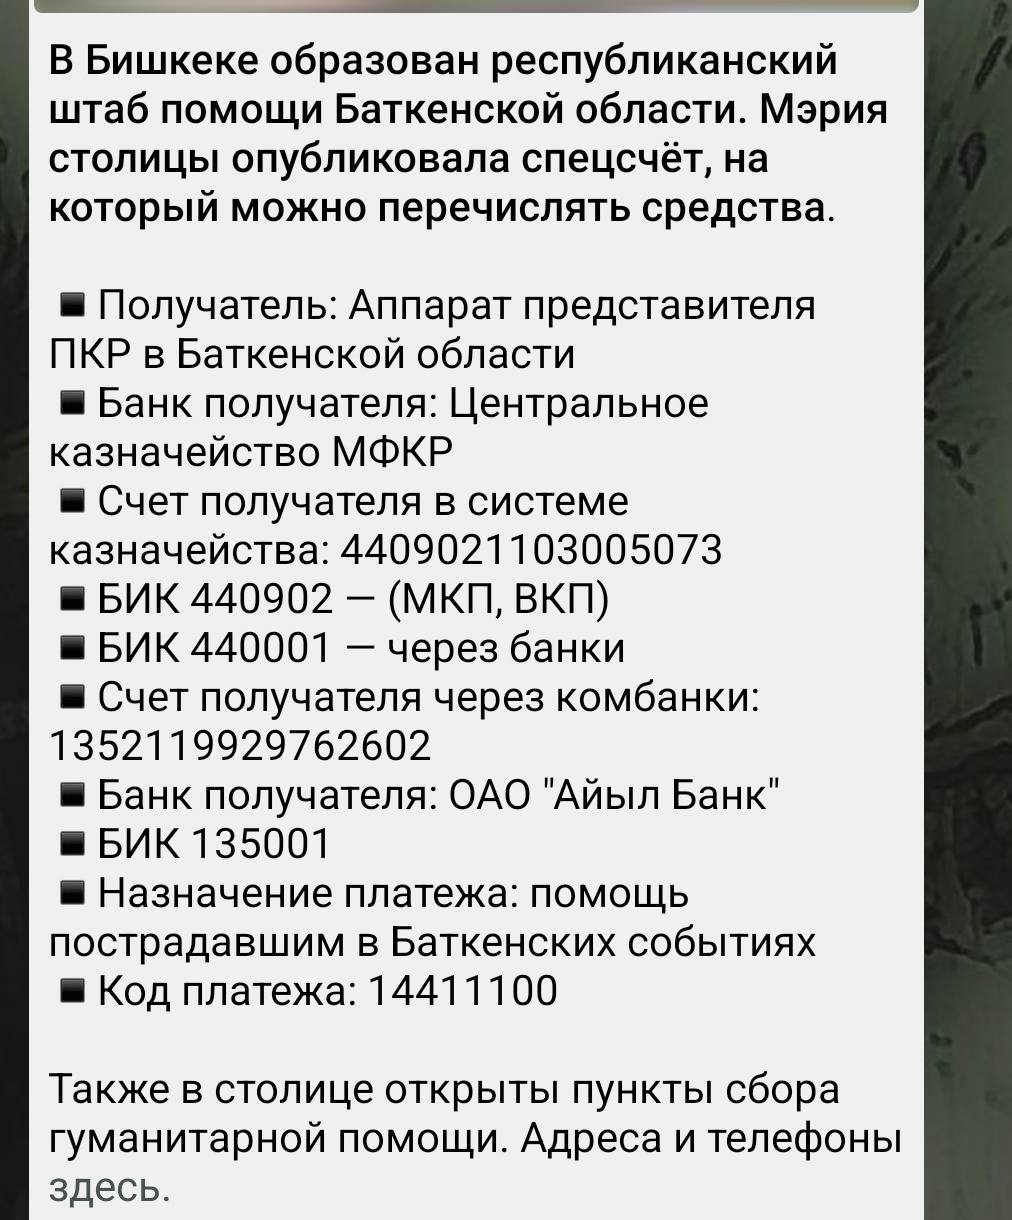 В Бишкеке образован республиканский
штаб помощи Баткенской области. Мэрия
столицы опубликовала спецсчёт, на
который можно перечислять средства.
◾ Получатель: Аппарат представителя
ПКР в Баткенской области
◾ Банк получателя: Центральное
казначейство МФКР
◾ Счет получателя в системе
казначейства: 4409021103005073
◾ БИК 440902 — (МКП, ВКП)
◾ БИК 440001 — через банки
◾ Счет получателя через комбанки:
1352119929762602
◾ Банк получателя: ОАО "Айыл Банк"
◾ БИК 135001
◾ Назначение платежа: помощь
пострадавшим в Баткенских событиях
◾ Код платежа: 14411100
Также в столице открыты пункты сбора
гуманитарной помощи. Адреса и телефоны
здесь.